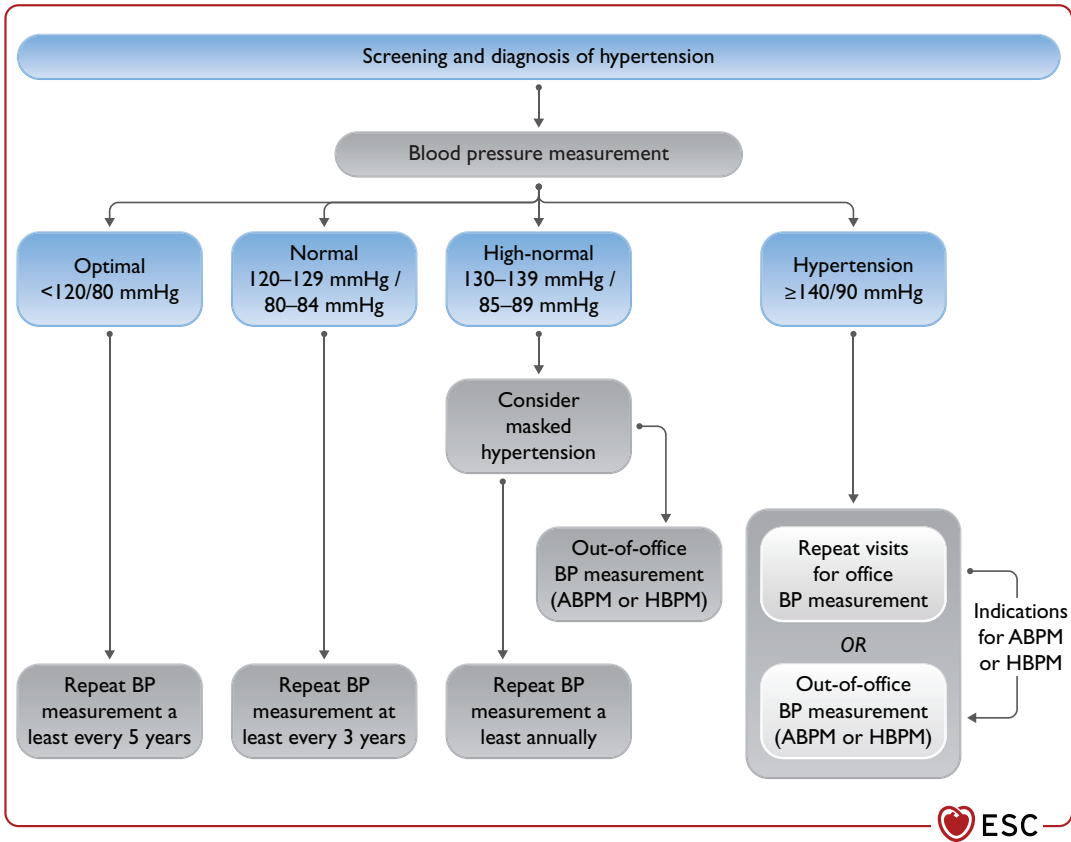 Screening and diagnosis of hypertension
Blood pressure measurement
Optimal
<120/80 mmHg
Normal
120–129 mmHg /
80–84 mmHg
High-normal
130–139 mmHg /
85–89 mmHg
Hypertension
≥140/90 mmHg
Consider
masked
hypertension
Out-of-office
BP measurement
(ABPM or HBPM)
Repeat visits
for office
BP measurement
OR
Out-of-office
BP measurement
(ABPM or HBPM)
Indications
for ABPM
or HBPM
Repeat BP
measurement a
least every 5 years
Repeat BP
measurement at
least every 3 years
Repeat BP
measurement a
least annually
ESC